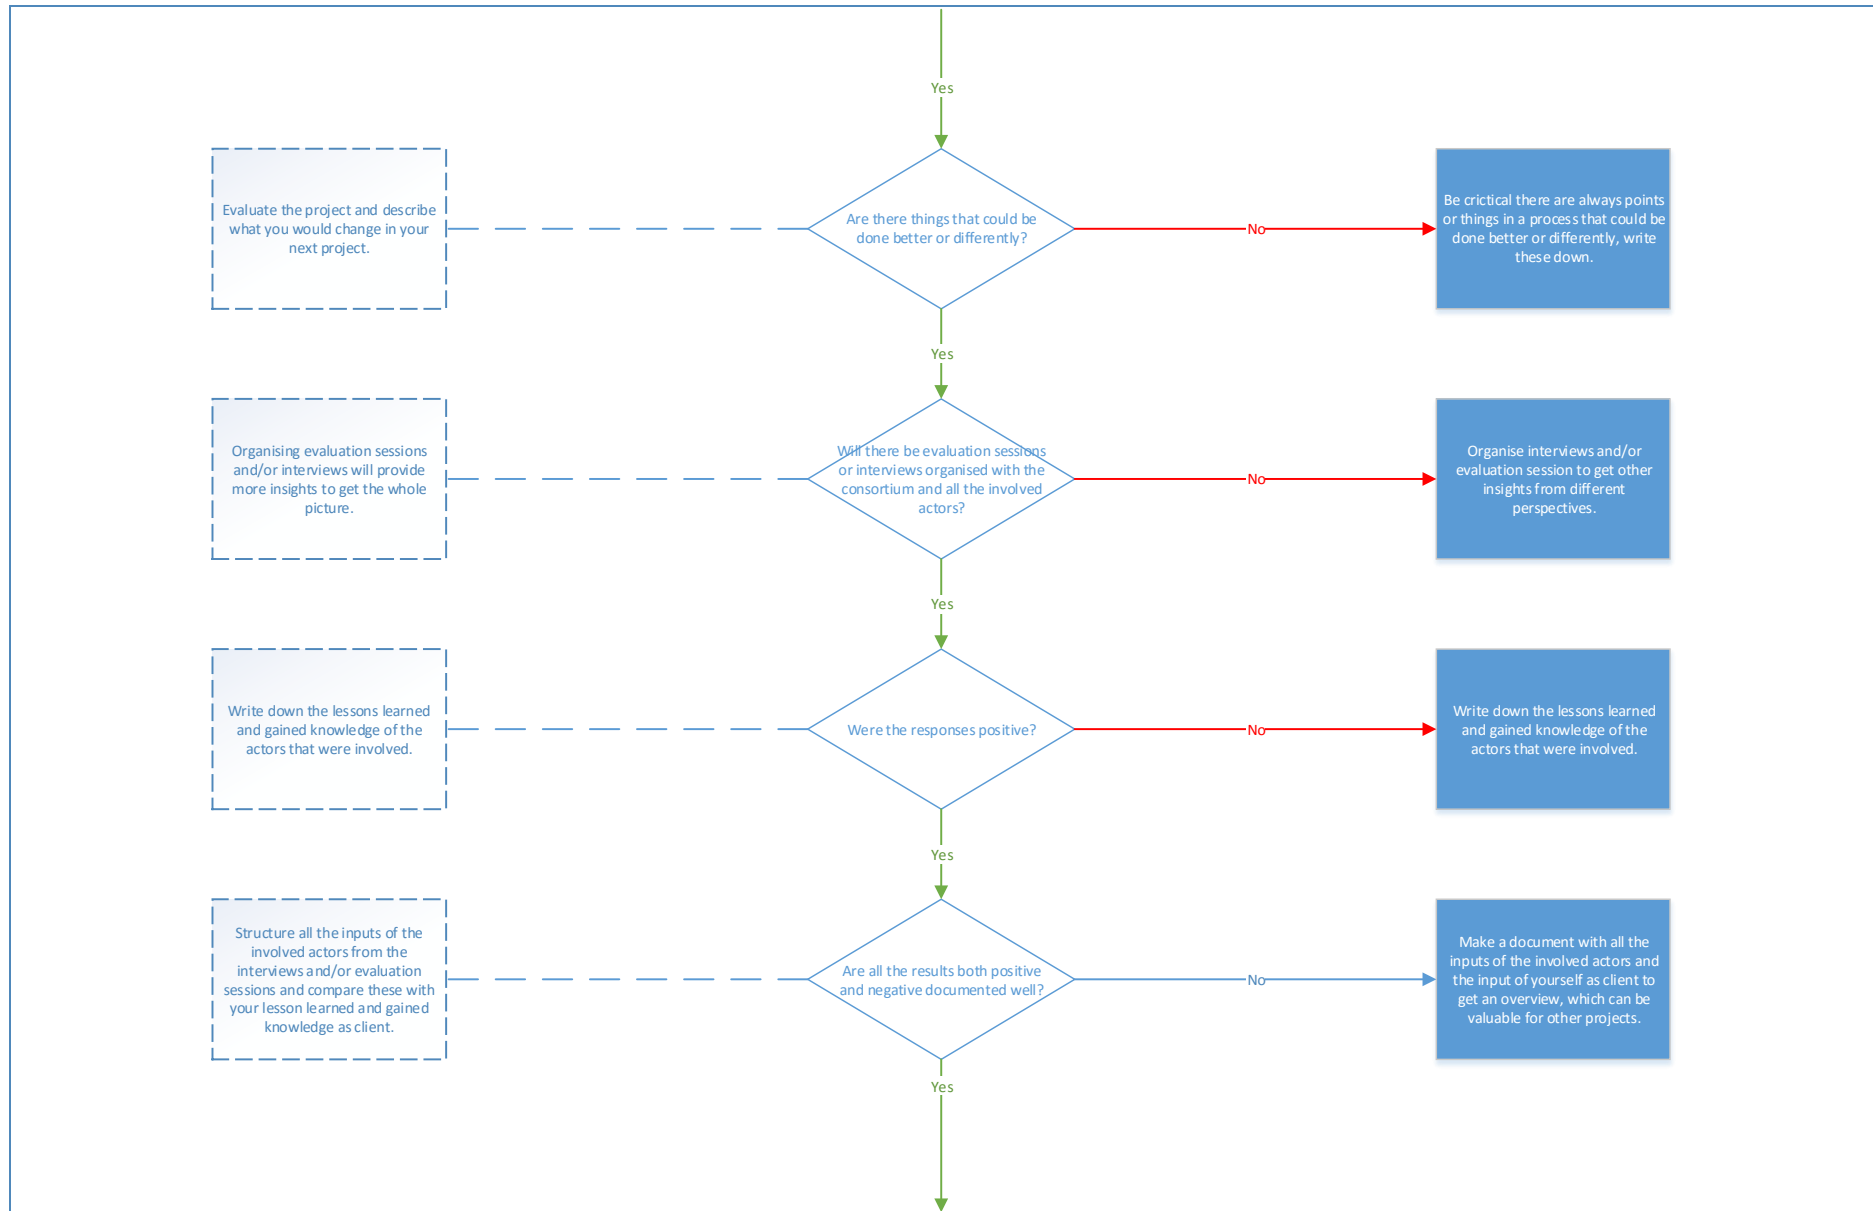 Yes
Evaluate the project and describe
what you would change in your
next project.
Are there things that could be
done better or differently?
No
Be crictical there are always points
or things in a process that could be
done better or differently, write
these down.
Yes
Organising evaluation sessions
and/or interviews will provide
more insights to get the whole
picture.
Will there be evaluation sessions
or interviews organised with the
consortium and all the involved
actors?
No
Organise interviews and/or
evaluation session to get other
insights from different
perspectives.
Yes
Write down the lessons learned
and gained knowledge of the
actors that were involved.
Were the responses positive?
No
Write down the lessons learned
and gained knowledge of the
actors that were involved.
Yes
Structure all the inputs of the
involved actors from the
interviews and/or evaluation
sessions and compare these with
your lesson learned and gained
knowledge as client.
Are all the results both positive
and negative documented well?
No
Make a document with all the
inputs of the involved actors and
the input of yourself as client to
get an overview, which can be
valuable for other projects.
Yes